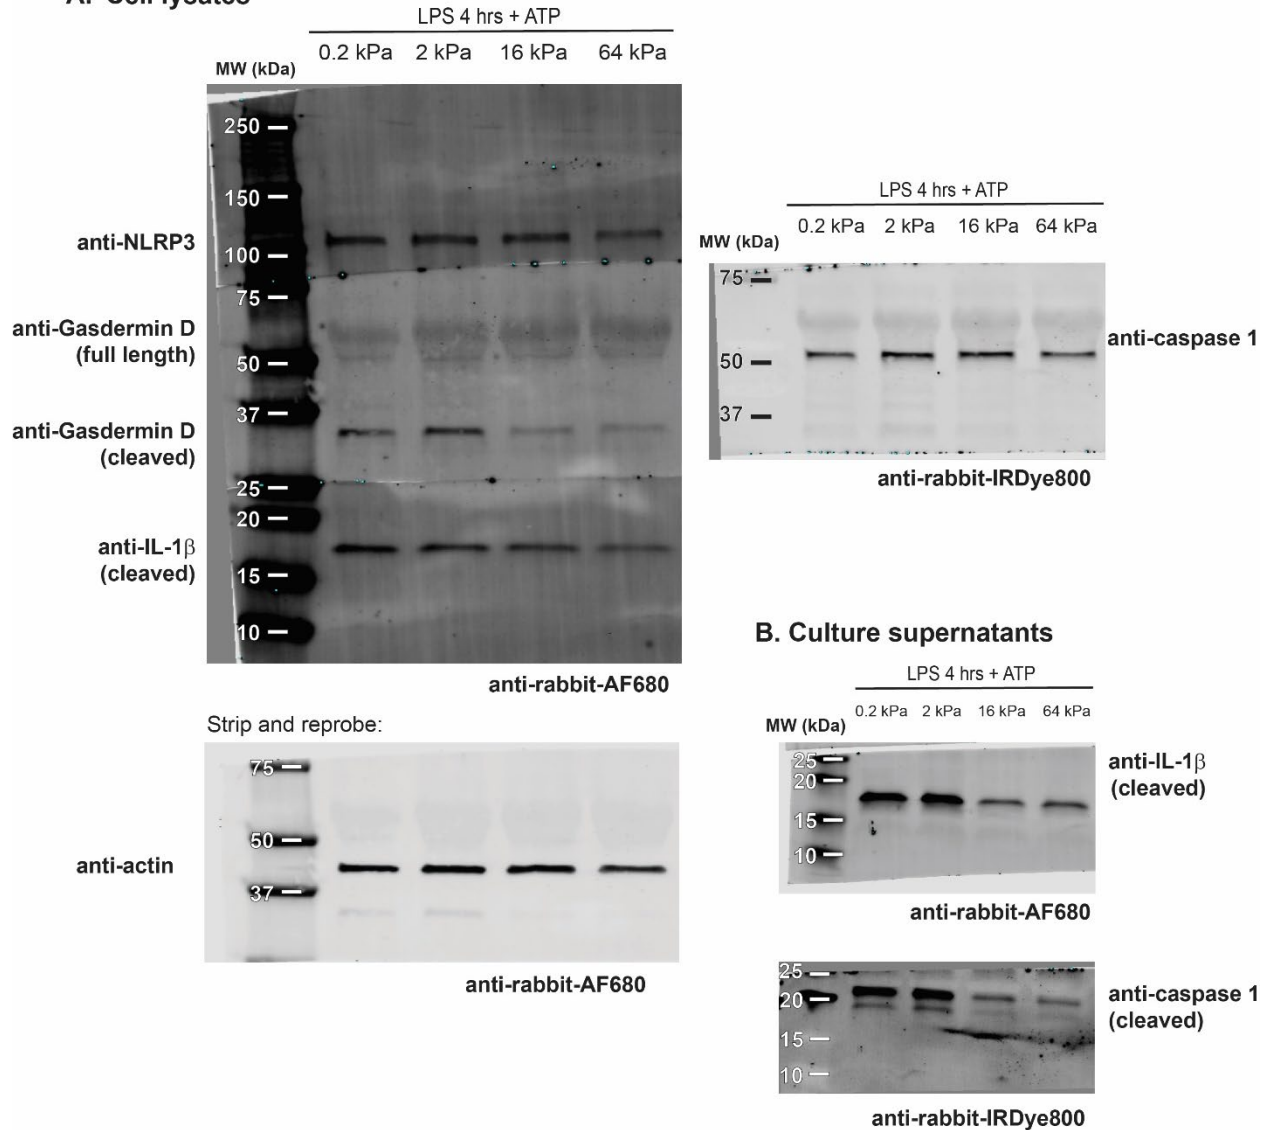 A. Cell lysates
LPS 4 hrs + ATP
0.2 kPa 2 kPa 16 kPa 64 kPa
MW (kDa)
250
150
anti-NLRP3
100
75
anti-Gasdermin D
(full length)
50
37
anti-Gasdermin D
(cleaved)
25
20
anti-IL-1β
(cleaved)
15
10
anti-rabbit-AF680
Strip and reprobe:
75
50
anti-actin
37
anti-rabbit-AF680
LPS 4 hrs + ATP
0.2 kPa 2 kPa 16 kPa 64 kPa
MW (kDa)
75
anti-caspase 1
50
37
anti-rabbit-IRDye800
B. Culture supernatants
LPS 4 hrs + ATP
0.2 kPa 2 kPa 16 kPa 64 kPa
MW (kDa)
25
anti-IL-1β
20
(cleaved)
15
10
anti-rabbit-AF680
25
anti-caspase 1
20
(cleaved)
15
10
anti-rabbit-IRDye800